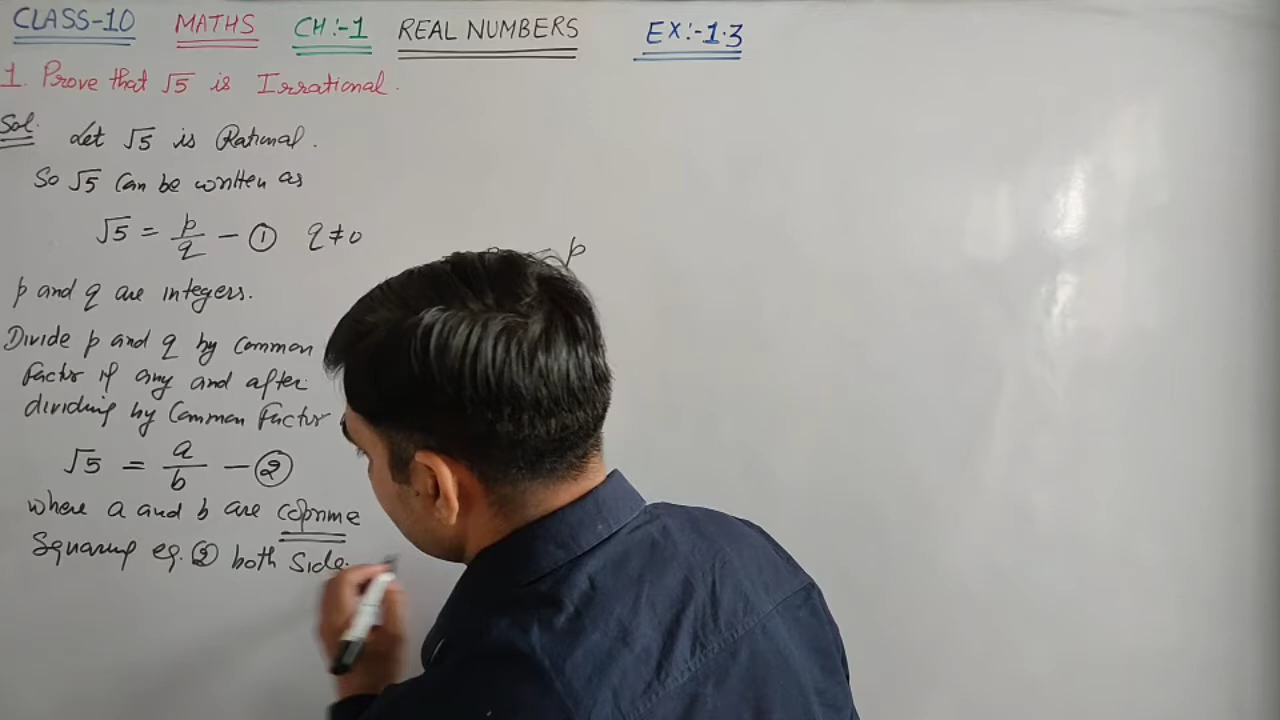 CLASS-10 MATHS CH:-1 REAL NUMBERS EX:-1.3
1. Prove that √5 is Irrational.
Sol. Let √5 is Rational.
So √5 can be written as
√5 = p/q - ① q ≠ 0
p
p and q are integers.
Divide p and q by common
factor if any and after
dividing by Common factor
√5 = a/b - ②
where a and b are coprime
Squaring eq. ② both side.